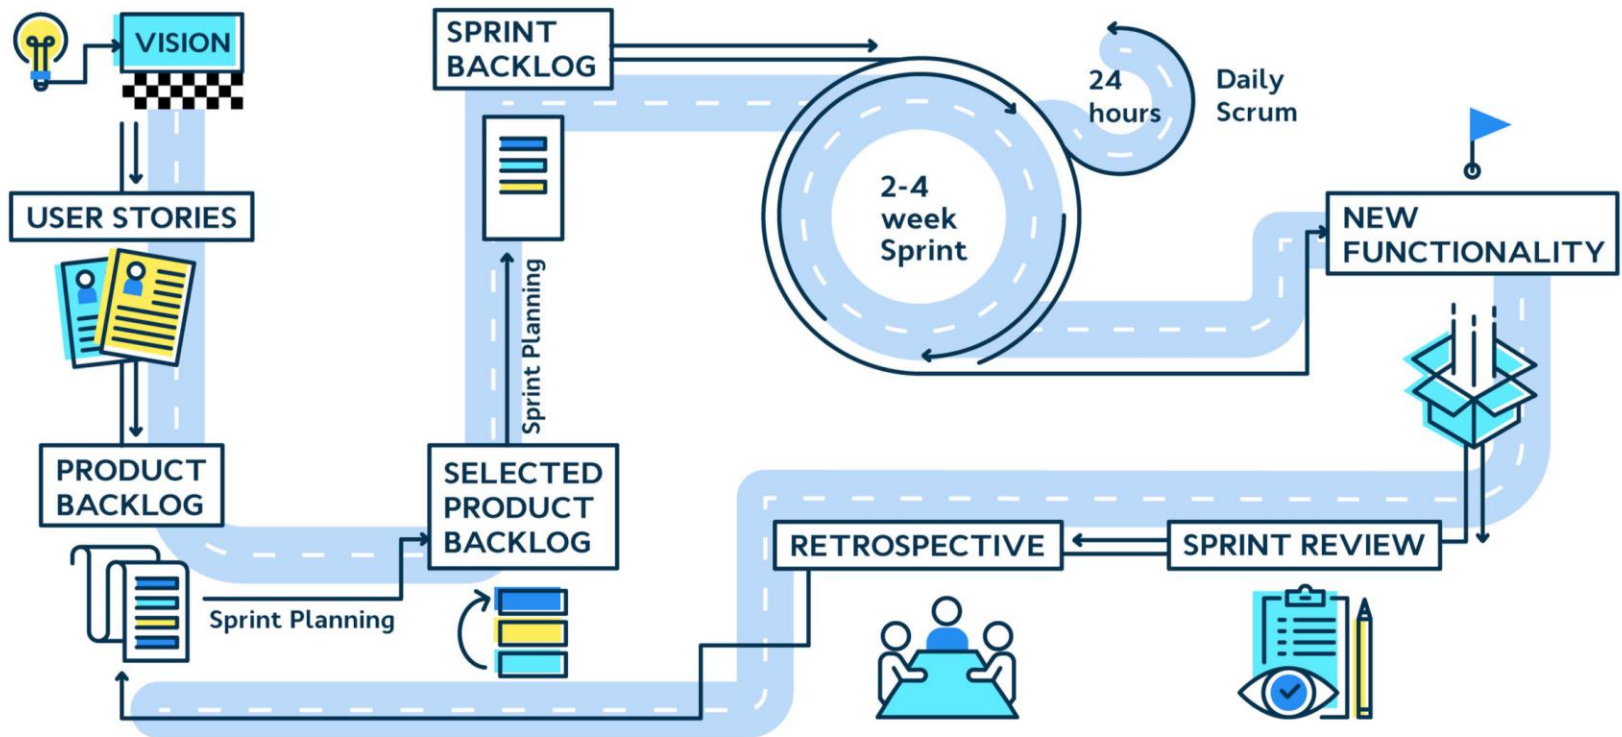 VISION
USER STORIES
PRODUCT
BACKLOG
Sprint Planning
SELECTED
PRODUCT
BACKLOG
Sprint Planning
SPRINT
BACKLOG
2-4
week
Sprint
24
hours
Daily
Scrum
NEW
FUNCTIONALITY
SPRINT REVIEW
RETROSPECTIVE